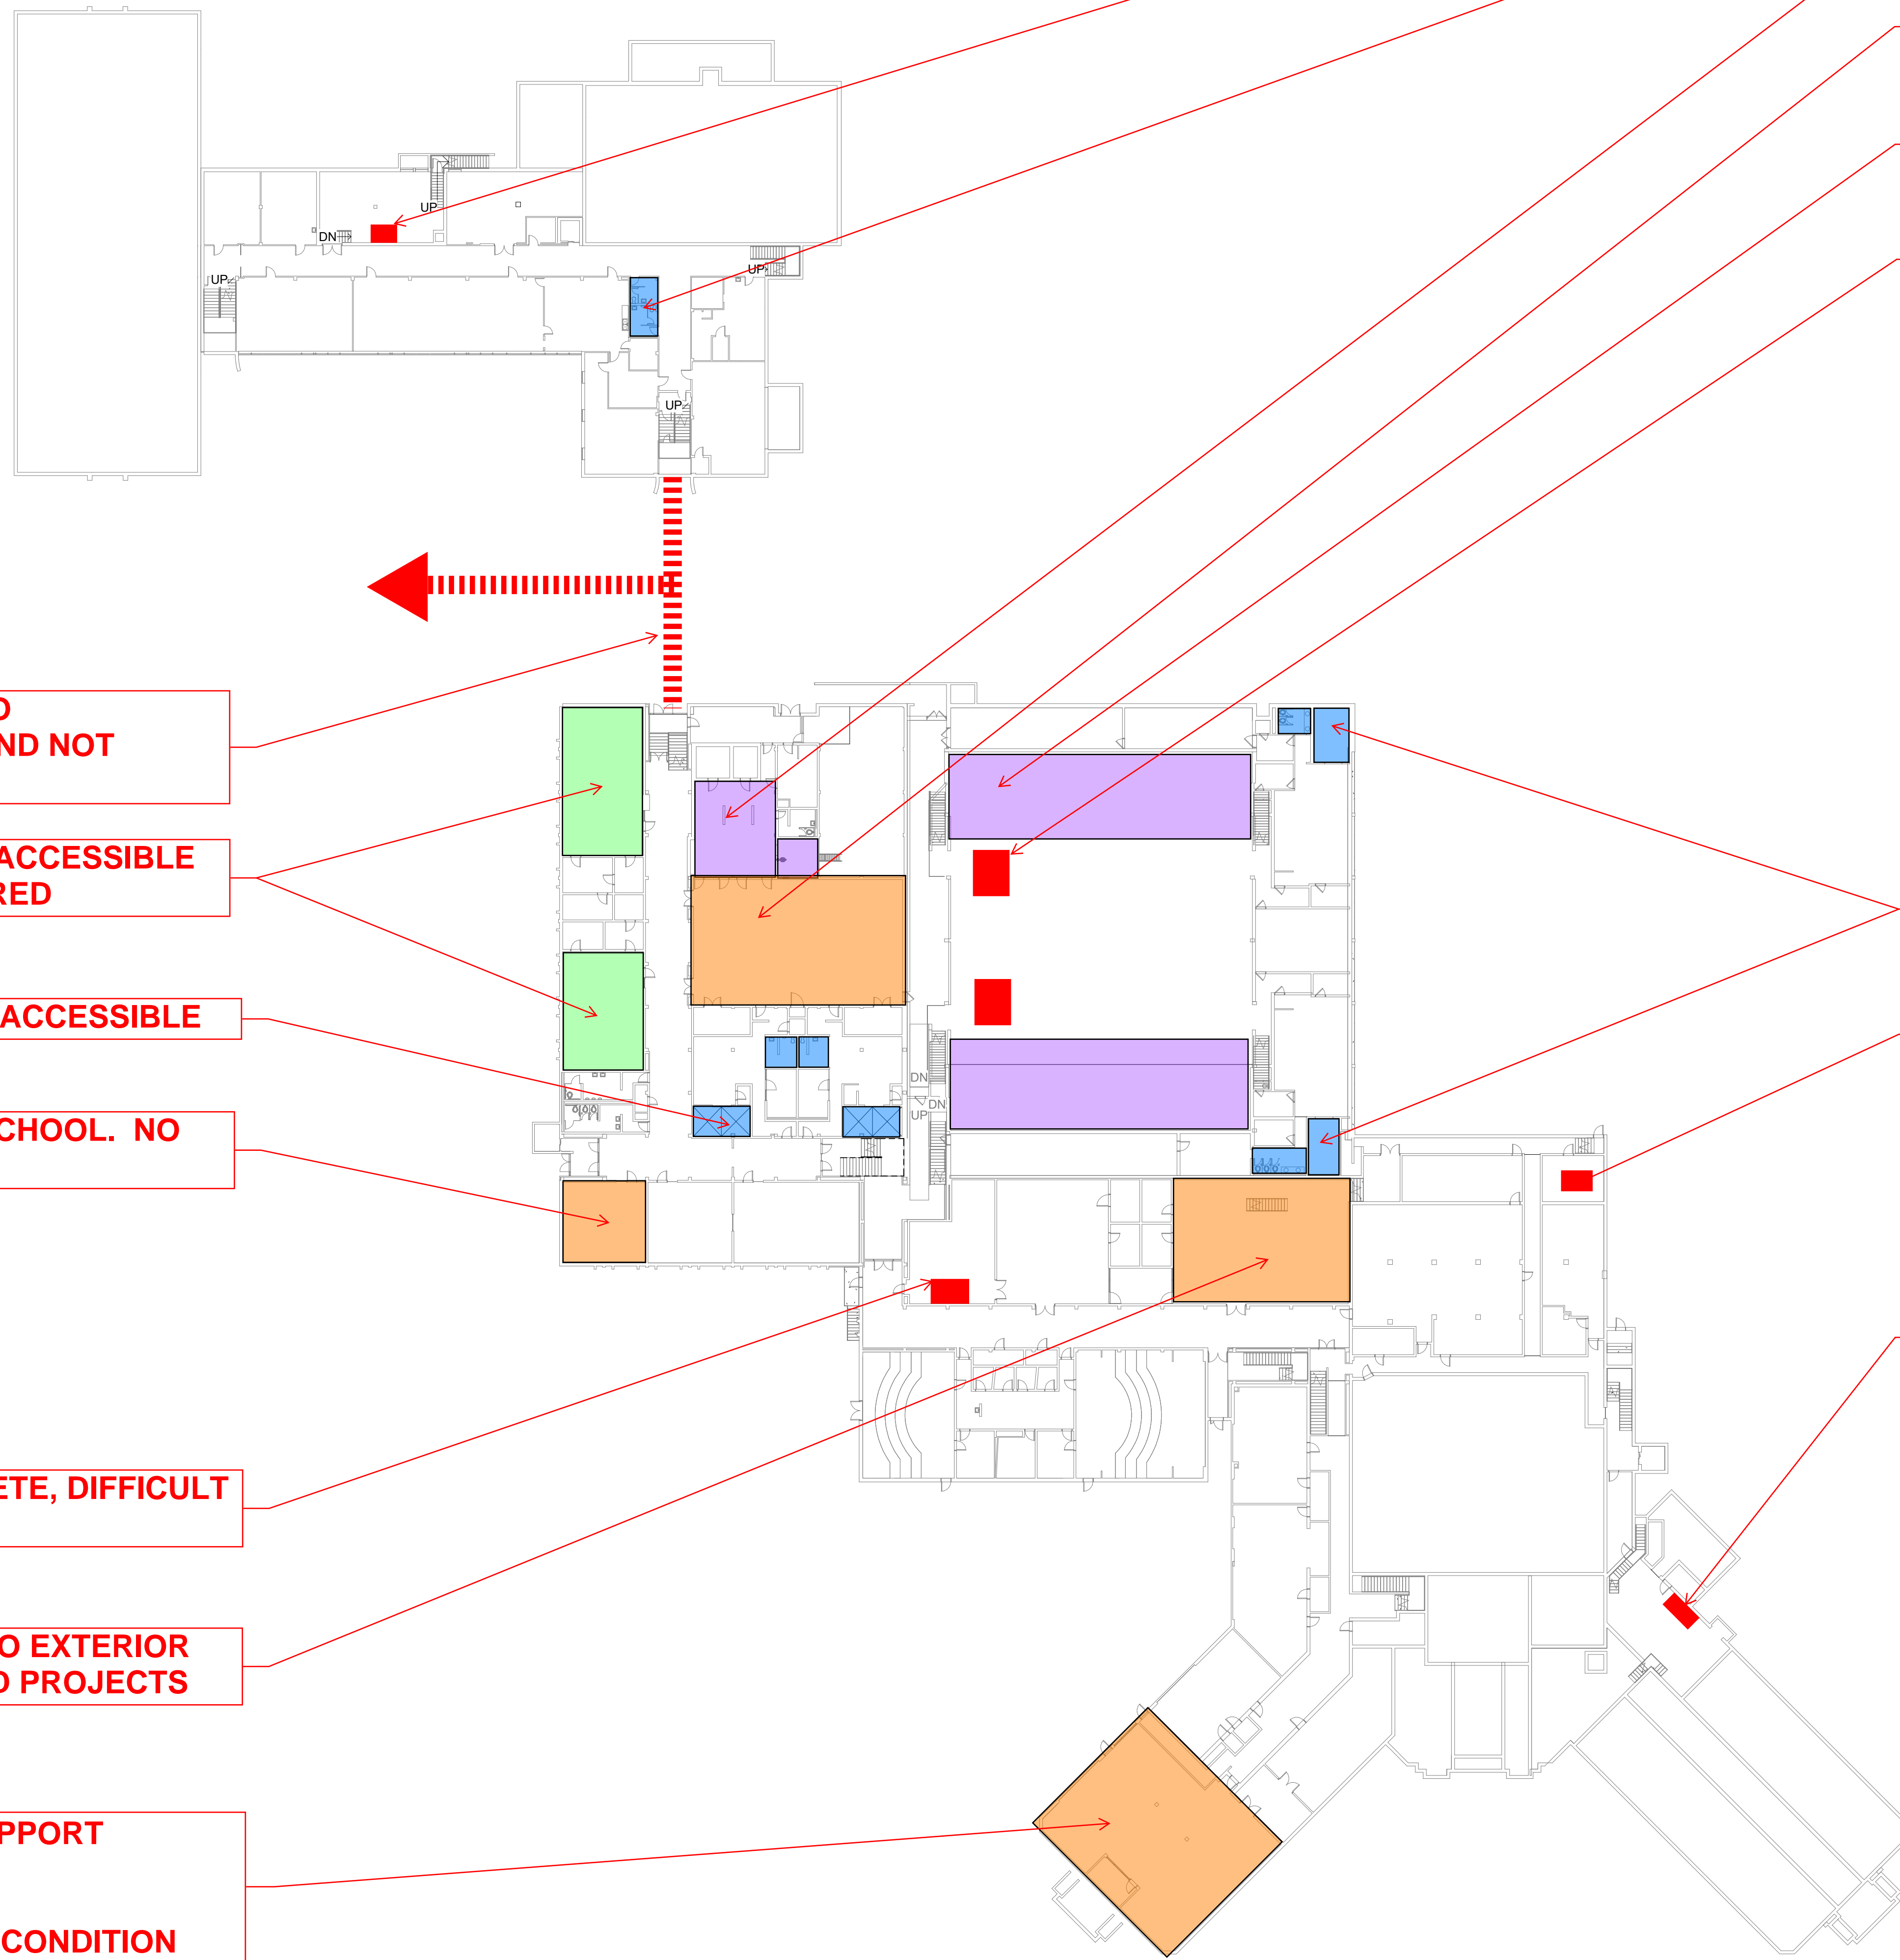 UP
DN
UP
UP
UP
D
ND NOT
ACCESSIBLE
RED
ACCESSIBLE
DN
DN
UP
CHOOL. NO
ETE, DIFFICULT
O EXTERIOR
D PROJECTS
PPORT
CONDITION